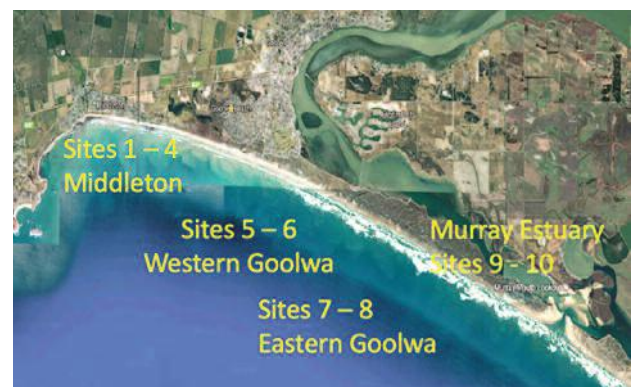 Sites 1 – 4
Middleton
Sites 5 – 6
Western Goolwa
Murray Estuary
Sites 9 - 10
Sites 7 – 8
Eastern Goolwa